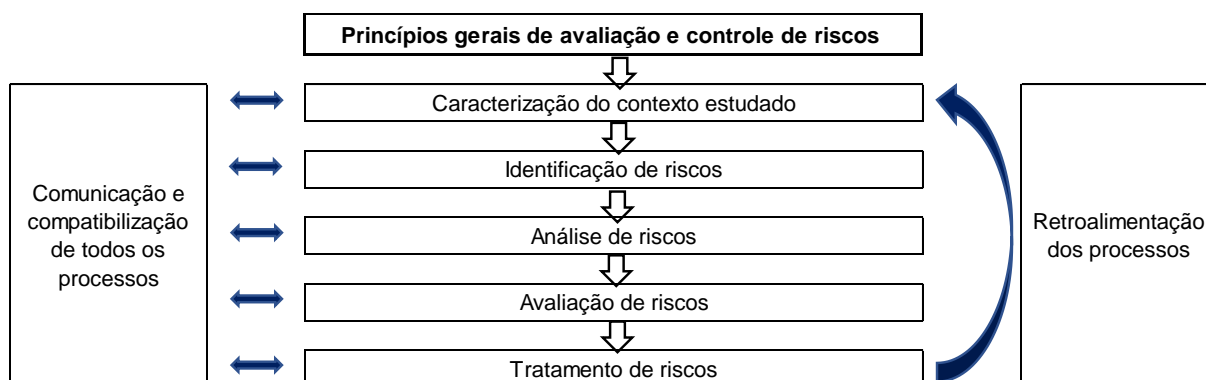 Princípios gerais de avaliação e controle de riscos
Caracterização do contexto estudado
Identificação de riscos
Análise de riscos
Avaliação de riscos
Tratamento de riscos
Comunicação e
compatibilização
de todos os
processos
Retroalimentação
dos processos